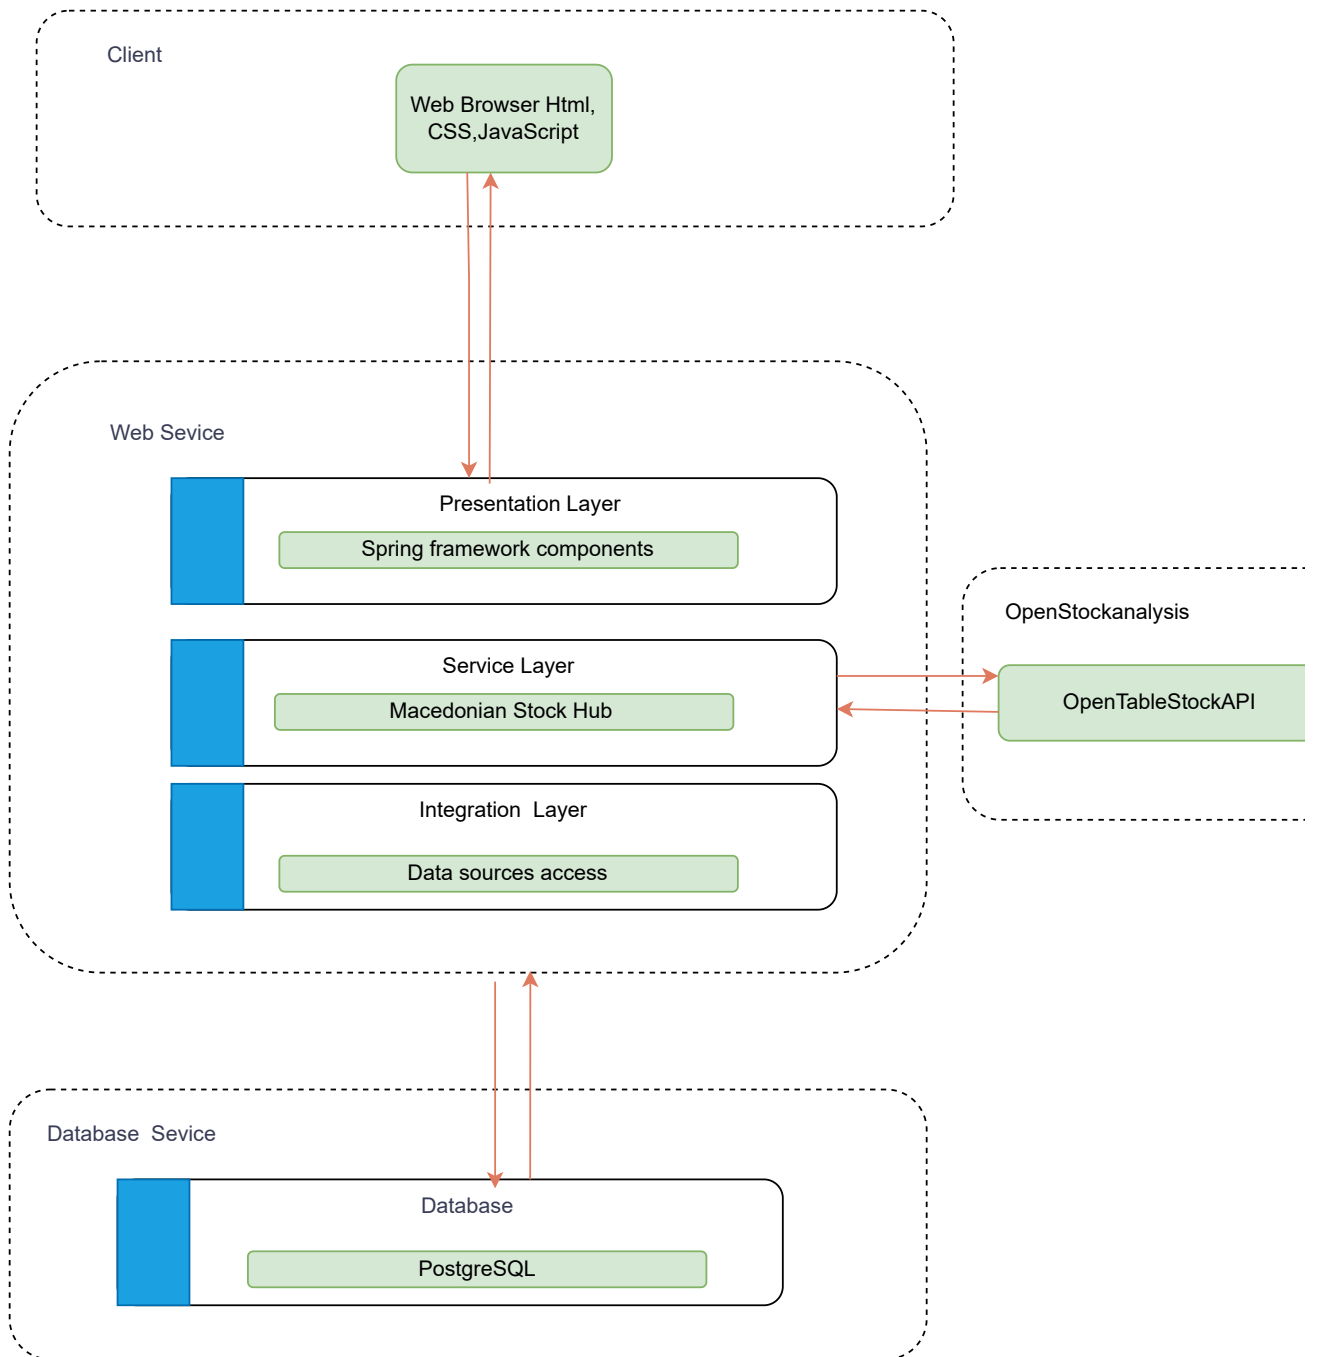 Client
Web Browser Html,
CSS,JavaScript
Web Sevice
Presentation Layer
Spring framework components
Service Layer
Macedonian Stock Hub
Integration  Layer
Data sources access
OpenStockanalysis
OpenTableStockAPI
Database  Sevice
Database
PostgreSQL